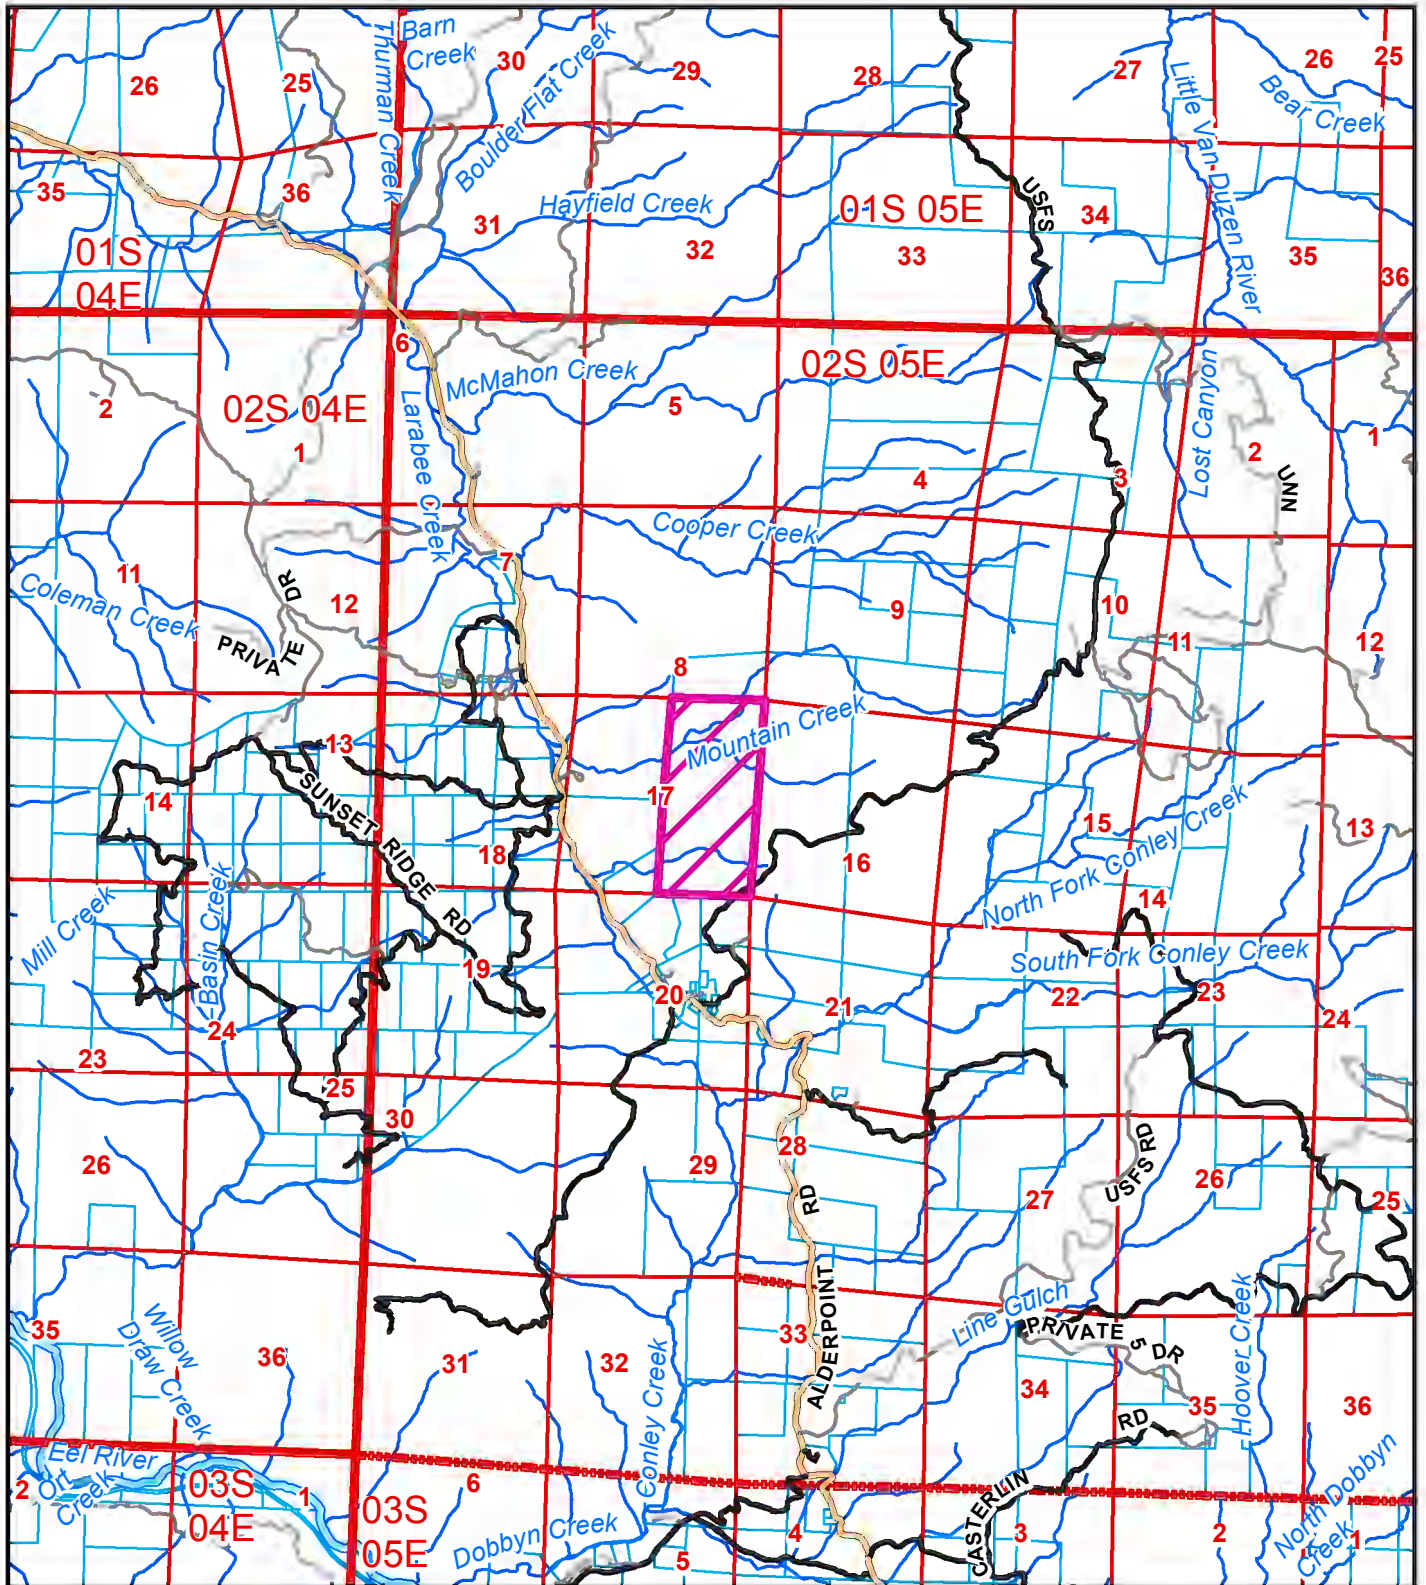 Barn
Creek
Thurman Creek
30
Boulder Flat Creek
29
28
27
26
25
26
25
Little Van Duzen River
Bear Creek
35
36
31
Hayfield Creek
32
01S 05E
33
USFS
34
35
36
01S
04E
6
McMahon Creek
02S 05E
Lost Canyon
2
02S 04E
1
Larabee Creek
5
4
3
2
1
UNN
Cooper Creek
7
11
Coleman Creek
12
DR
PRIVATE
9
10
11
12
8
Mountain Creek
13
14
SUNSET RIDGE RD
17
18
16
15
13
North Fork Conley Creek
14
Mill Creek
Basin Creek
19
South Fork Conley Creek
20
21
22
23
24
24
23
25
30
28
29
26
27
USFS RD
26
25
RD
ALDERPOINT
35
Willow
Draw Creek
36
31
32
33
Conley Creek
Line Gulch
PRIVATE 5 DR
34
35
Hoover Creek
36
RD
CASTERLIN
Eel River
2
Ort
Creek
03S
04E
1
03S
05E
6
Dobbyn Creek
5
4
3
2
North Dobbyn
Creek
1